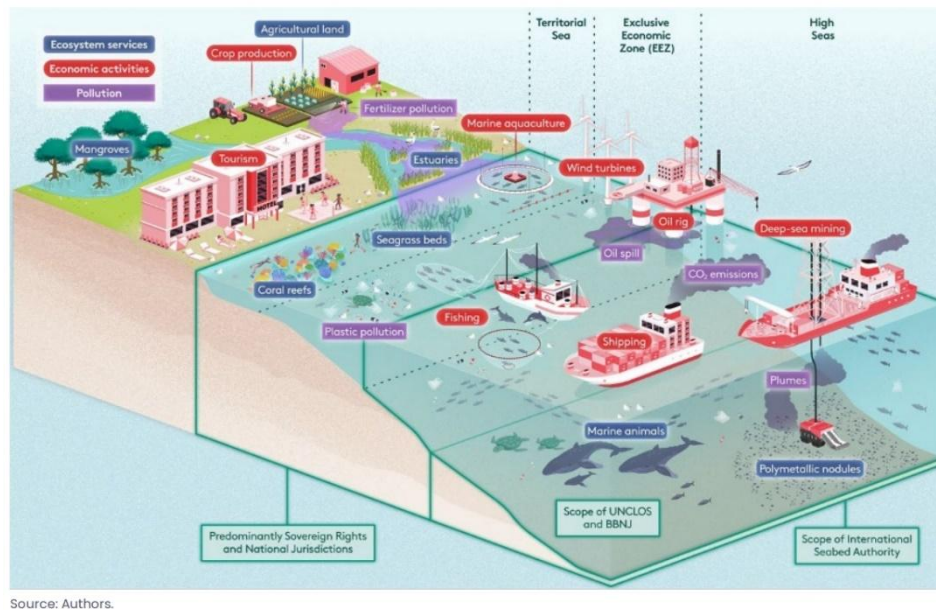 Ecosystem services
Economic activities
Pollution
Agricultural land
Crop production
Territorial
Sea
Exclusive
Economic
Zone (EEZ)
High
Seas
Fertilizer pollution
Marine aquaculture
Mangroves
Tourism
Estuaries
Wind turbines
HOTEL
Oil rig
Deep-sea mining
Seagrass beds
Oil spill
CO₂ emissions
Coral reefs
Plastic pollution
Fishing
Shipping
Plumes
Marine animals
Polymetallic nodules
Scope of UNCLOS
and BBNJ
Predominantly Sovereign Rights
and National Jurisdictions
Scope of International
Seabed Authority
Source: Authors.